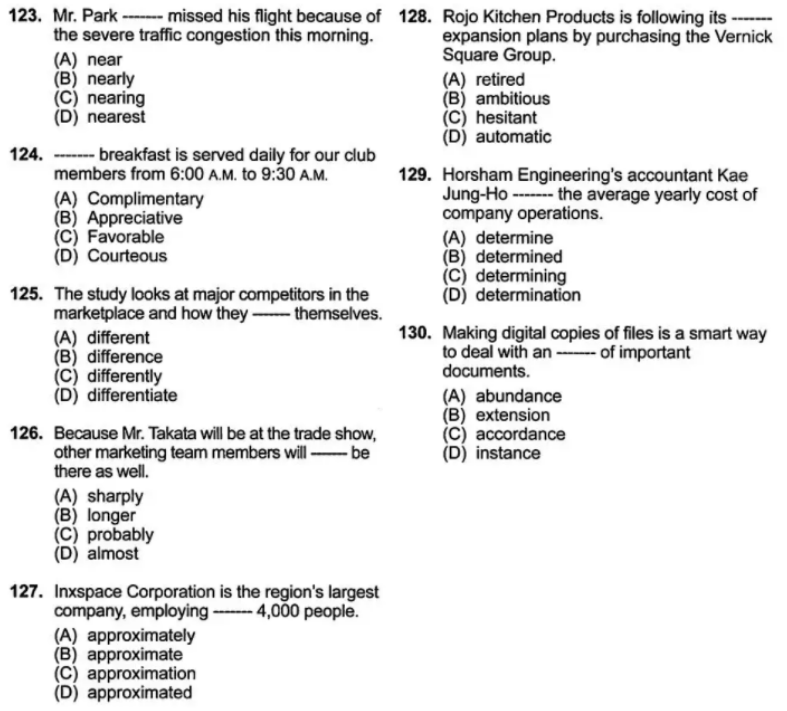 123. Mr. Park ------- missed his flight because of
the severe traffic congestion this morning.
(A) near
(B) nearly
(C) nearing
(D) nearest
124. ------- breakfast is served daily for our club
members from 6:00 A.M. to 9:30 A.M.
(A) Complimentary
(B) Appreciative
(C) Favorable
(D) Courteous
125. The study looks at major competitors in the
marketplace and how they ------- themselves.
(A) different
(B) difference
(C) differently
(D) differentiate
126. Because Mr. Takata will be at the trade show,
other marketing team members will ------- be
there as well.
(A) sharply
(B) longer
(C) probably
(D) almost
127. Inxspace Corporation is the region's largest
company, employing ------- 4,000 people.
(A) approximately
(B) approximate
(C) approximation
(D) approximated
128. Rojo Kitchen Products is following its -------
expansion plans by purchasing the Vernick
Square Group.
(A) retired
(B) ambitious
(C) hesitant
(D) automatic
129. Horsham Engineering's accountant Kae
Jung-Ho ------- the average yearly cost of
company operations.
(A) determine
(B) determined
(C) determining
(D) determination
130. Making digital copies of files is a smart way
to deal with an ------- of important
documents.
(A) abundance
(B) extension
(C) accordance
(D) instance